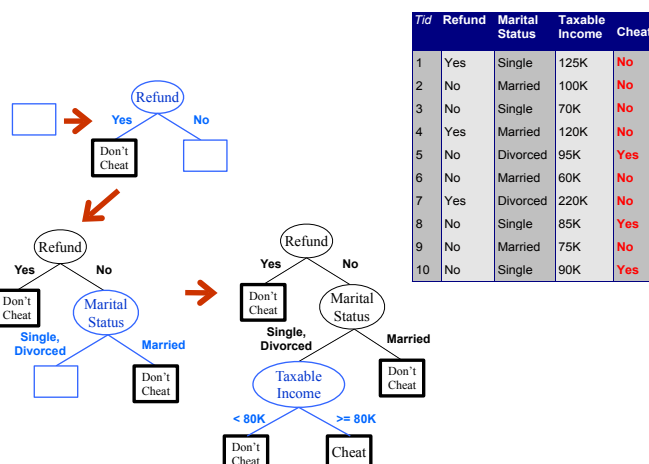 Tid Refund Marital Status Taxable Income Cheat
1 Yes Single 125K No
2 No Married 100K No
3 No Single 70K No
4 Yes Married 120K No
5 No Divorced 95K Yes
6 No Married 60K No
7 Yes Divorced 220K No
8 No Single 85K Yes
9 No Married 75K No
10 No Single 90K Yes
Refund
Yes No
Don't
Cheat
Refund
Yes No
Don't
Cheat
Marital
Status
Single,
Divorced
Married
Don't
Cheat
Refund
Yes No
Don't
Cheat
Marital
Status
Single,
Divorced
Married
Taxable
Income
Don't
Cheat
< 80K >= 80K
Don't
Cheat
Cheat